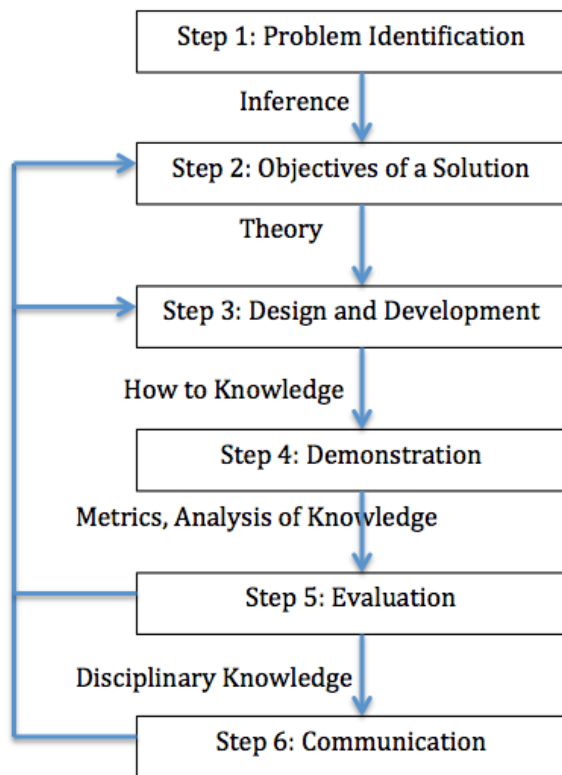 Step 1: Problem Identification
Inference
Step 2: Objectives of a Solution
Theory
Step 3: Design and Development
How to Knowledge
Step 4: Demonstration
Metrics, Analysis of Knowledge
Step 5: Evaluation
Disciplinary Knowledge
Step 6: Communication